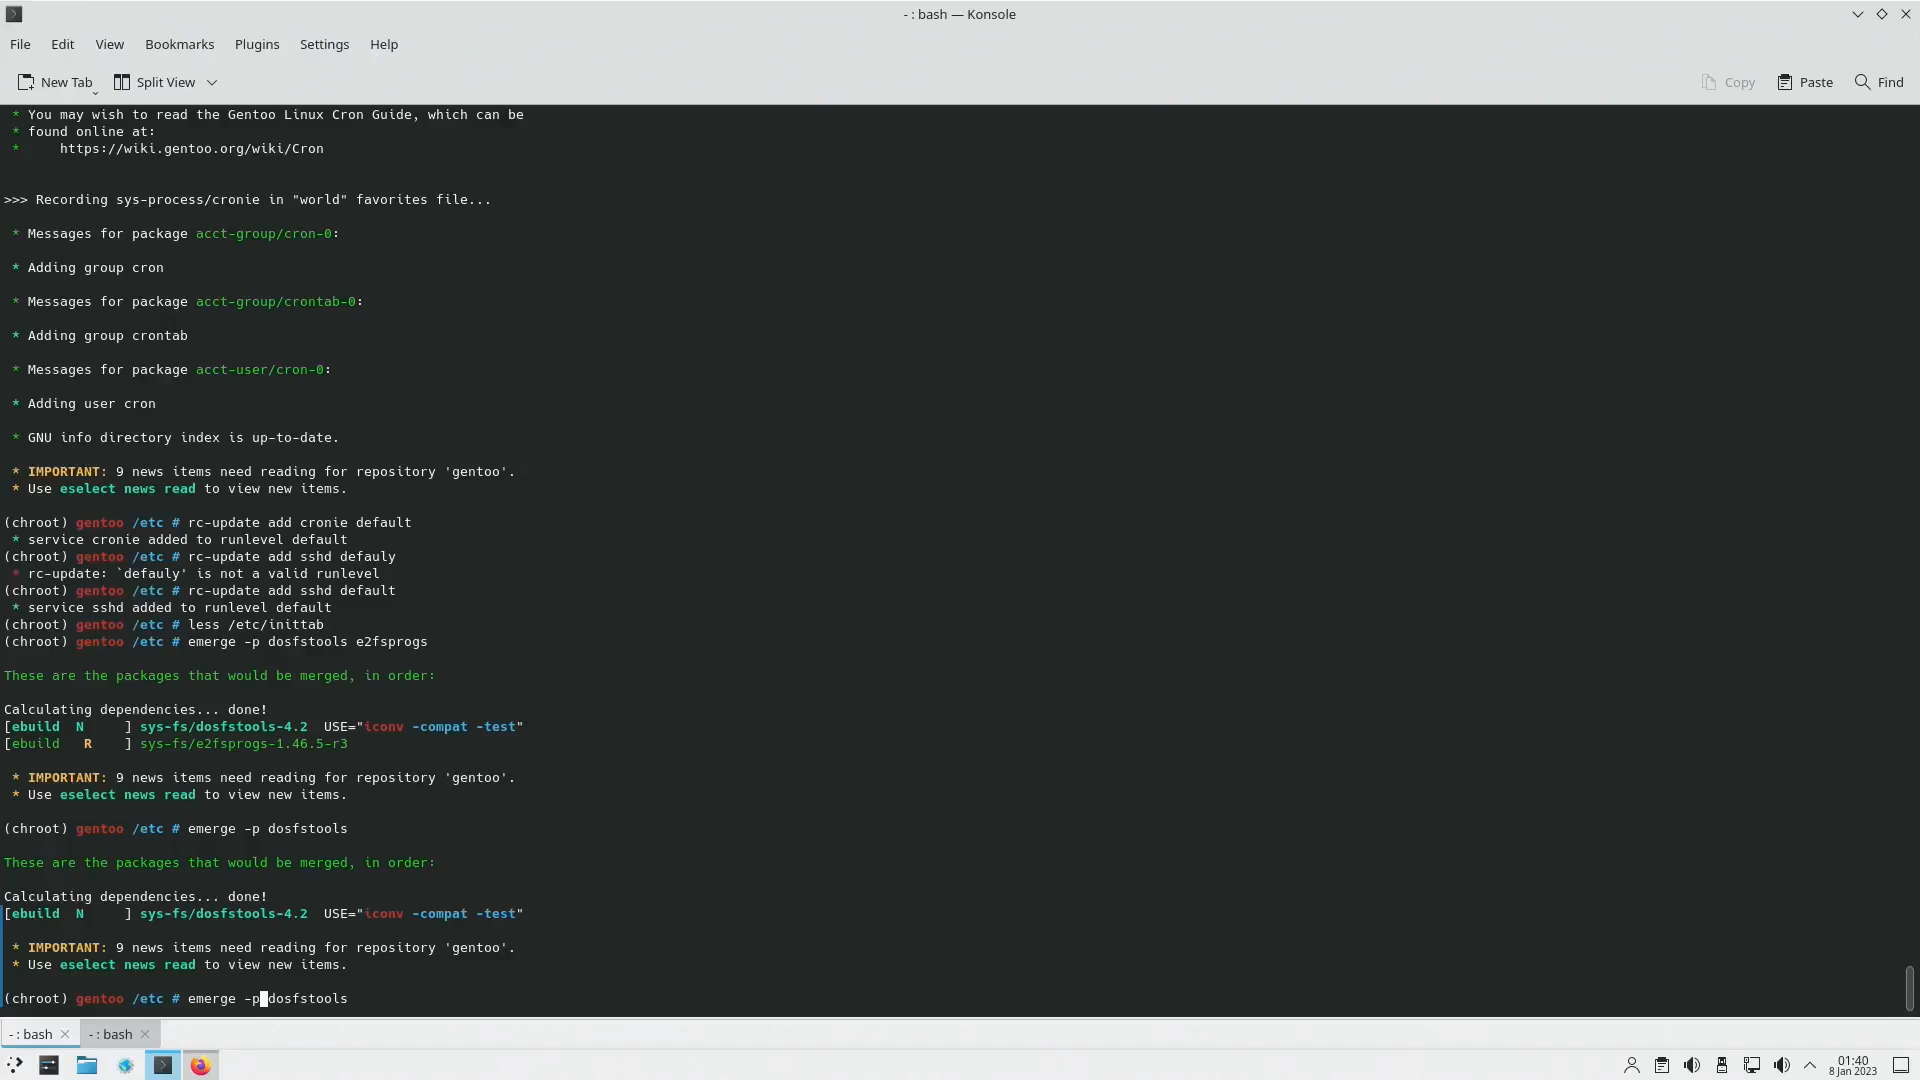 - : bash — Konsole
File Edit View Bookmarks Plugins Settings Help
New Tab Split View Copy Paste Find
* You may wish to read the Gentoo Linux Cron Guide, which can be
* found online at:
*     https://wiki.gentoo.org/wiki/Cron
>>> Recording sys-process/cronie in "world" favorites file...
* Messages for package acct-group/cron-0:
* Adding group cron
* Messages for package acct-group/crontab-0:
* Adding group crontab
* Messages for package acct-user/cron-0:
* Adding user cron
* GNU info directory index is up-to-date.
* IMPORTANT: 9 news items need reading for repository 'gentoo'.
* Use eselect news read to view new items.
(chroot) gentoo /etc # rc-update add cronie default
* service cronie added to runlevel default
(chroot) gentoo /etc # rc-update add sshd defauly
* rc-update: `defauly' is not a valid runlevel
(chroot) gentoo /etc # rc-update add sshd default
* service sshd added to runlevel default
(chroot) gentoo /etc # less /etc/inittab
(chroot) gentoo /etc # emerge -p dosfstools e2fsprogs
These are the packages that would be merged, in order:
Calculating dependencies... done!
[ebuild  N     ] sys-fs/dosfstools-4.2  USE="iconv -compat -test"
[ebuild   R    ] sys-fs/e2fsprogs-1.46.5-r3
* IMPORTANT: 9 news items need reading for repository 'gentoo'.
* Use eselect news read to view new items.
(chroot) gentoo /etc # emerge -p dosfstools
These are the packages that would be merged, in order:
Calculating dependencies... done!
[ebuild  N     ] sys-fs/dosfstools-4.2  USE="iconv -compat -test"
* IMPORTANT: 9 news items need reading for repository 'gentoo'.
* Use eselect news read to view new items.
(chroot) gentoo /etc # emerge -p dosfstools
- : bash - : bash
01:40
8 Jan 2023